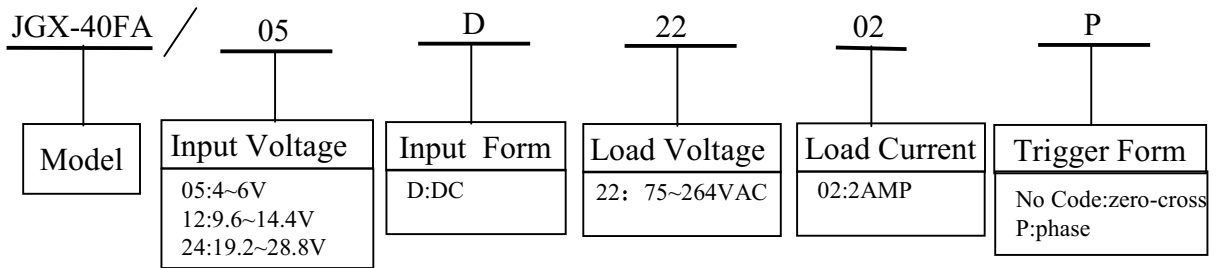 JGX-40FA / 05 D 22 02 P
Model
Input Voltage
05:4~6V
12:9.6~14.4V
24:19.2~28.8V
Input Form
D:DC
Load Voltage
22：75~264VAC
Load Current
02:2AMP
Trigger Form
No Code:zero-cross
P:phase